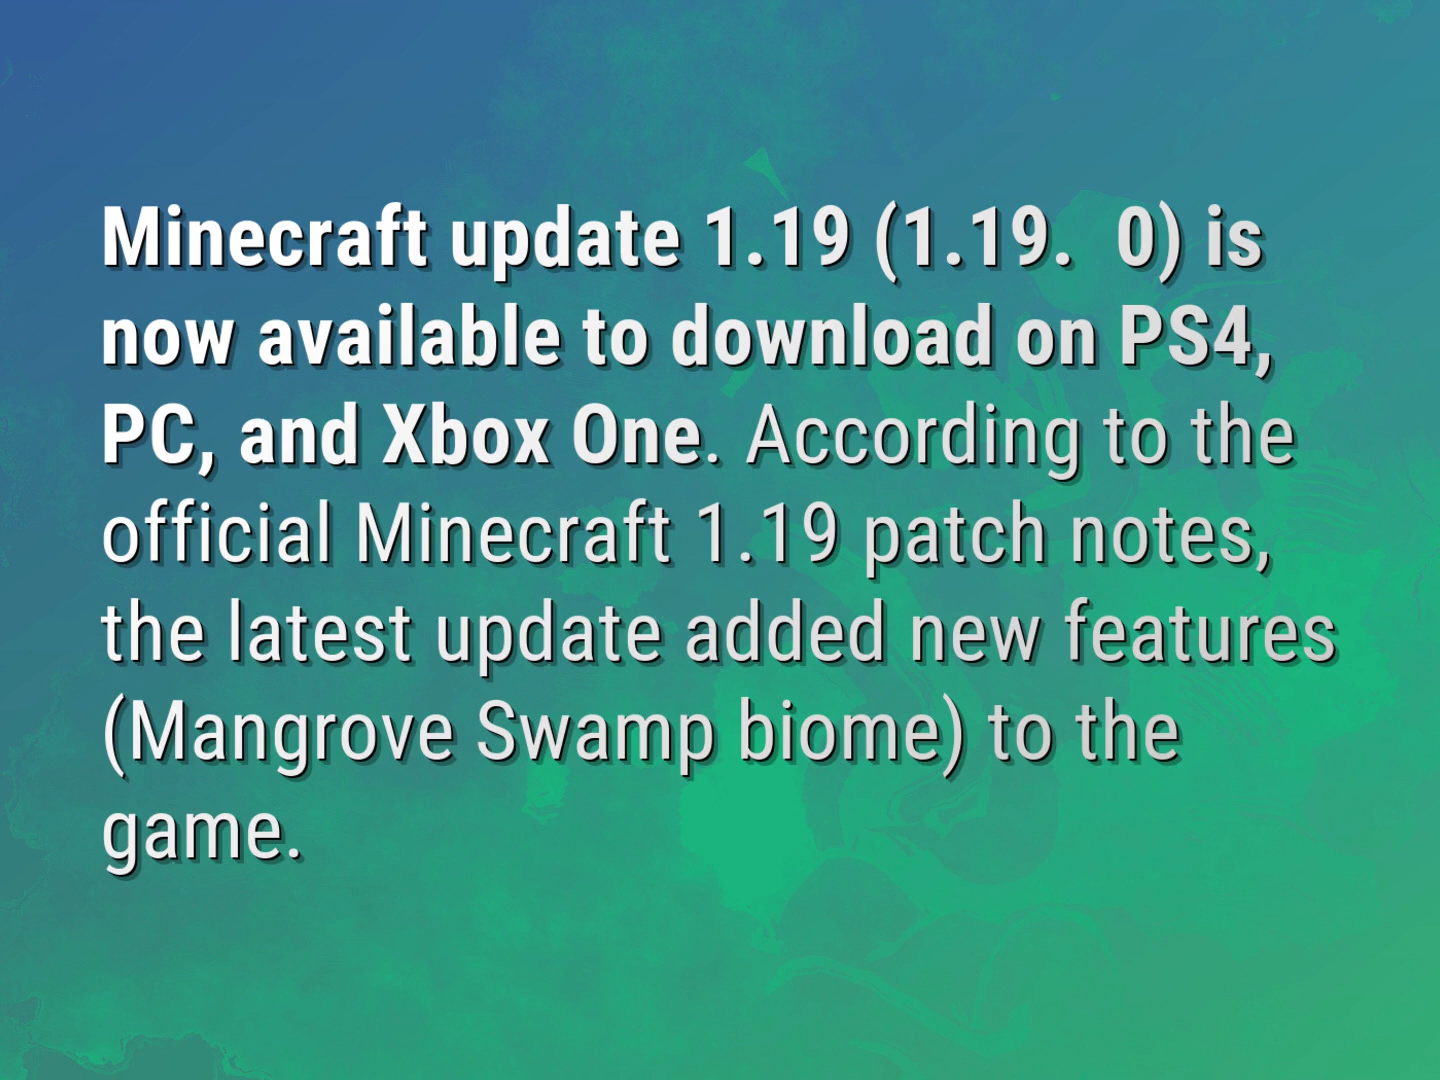 Minecraft update 1.19 (1.19.  0) is
now available to download on PS4,
PC, and Xbox One. According to the
official Minecraft 1.19 patch notes,
the latest update added new features
(Mangrove Swamp biome) to the
game.